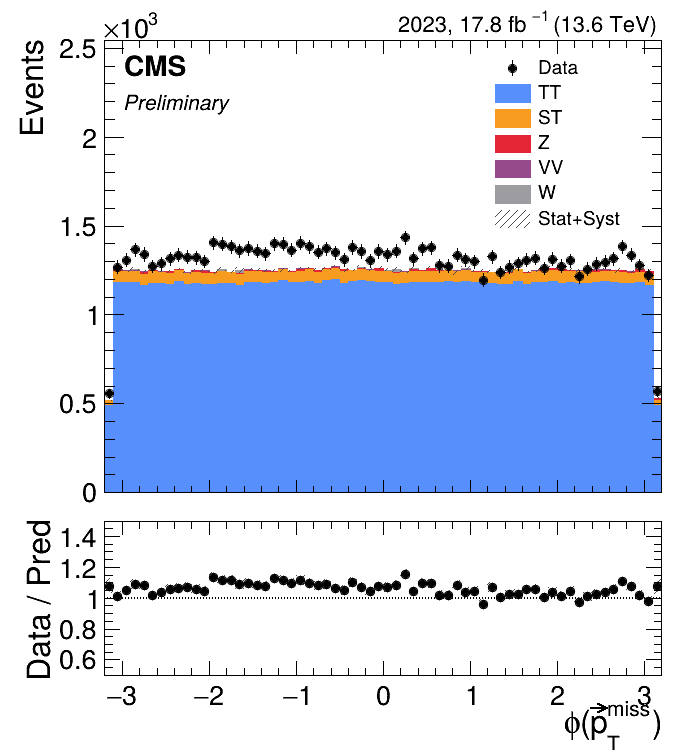 ×10³
2023, 17.8 fb⁻¹ (13.6 TeV)
Events
2.5
2
1.5
1
0.5
0
CMS
Preliminary
Data
TT
ST
Z
VV
W
Stat+Syst
Data / Pred
1.4
1.2
1
0.8
0.6
−3 −2 −1 0 1 2 3
ϕ(p⃗_T^miss)